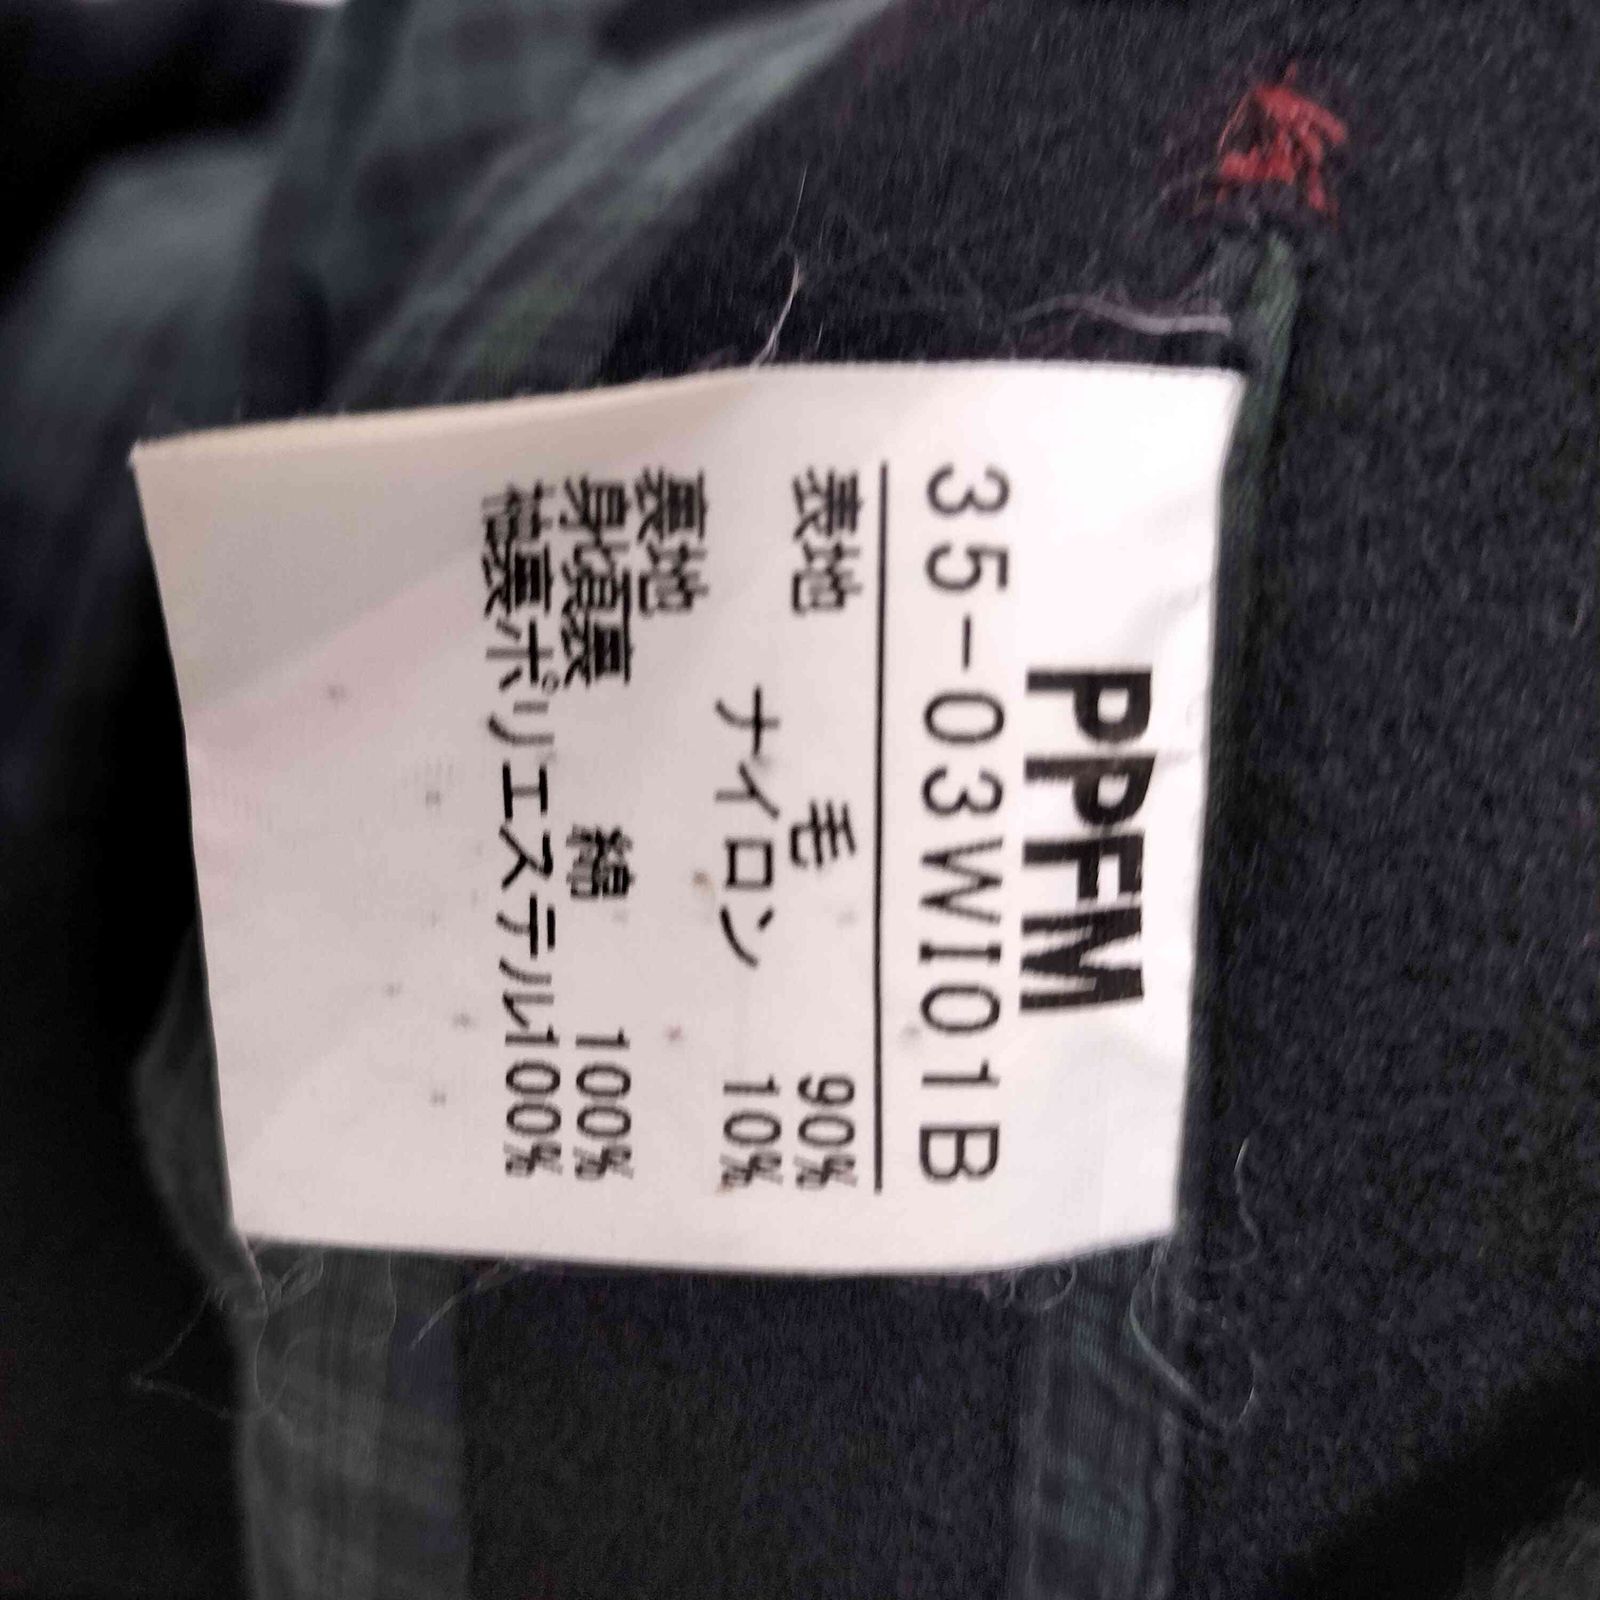 PPFM
35-03WI01B
表地 毛 90%
ナイロン 10%
裏地
身頃裏 綿 100%
袖裏ポリエステル100%